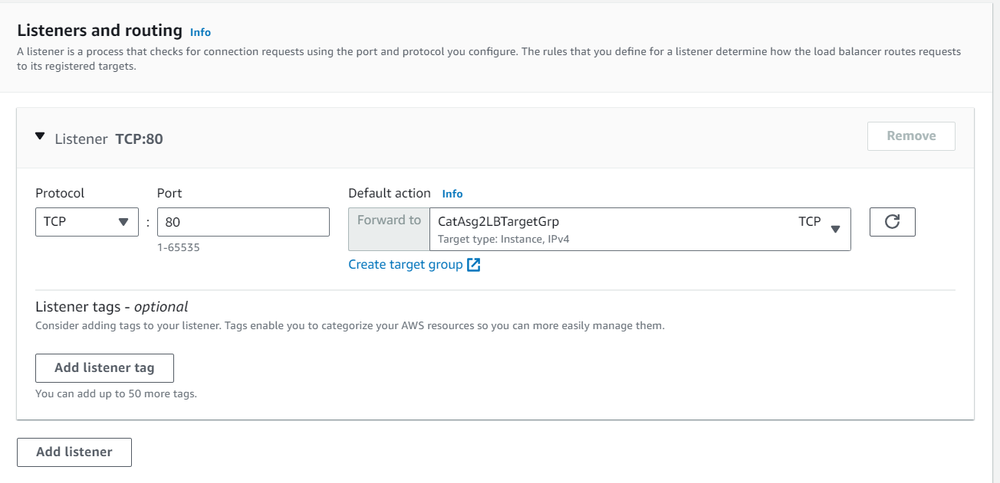 Listeners and routing Info
A listener is a process that checks for connection requests using the port and protocol you configure. The rules that you define for a listener determine how the load balancer routes requests
to its registered targets.
Listener TCP:80
Remove
Protocol
Port
Default action Info
TCP
:
80
Forward to
CatAsg2LBTargetGrp
TCP
Target type: Instance, IPv4
1-65535
Create target group
Listener tags - optional
Consider adding tags to your listener. Tags enable you to categorize your AWS resources so you can more easily manage them.
Add listener tag
You can add up to 50 more tags.
Add listener